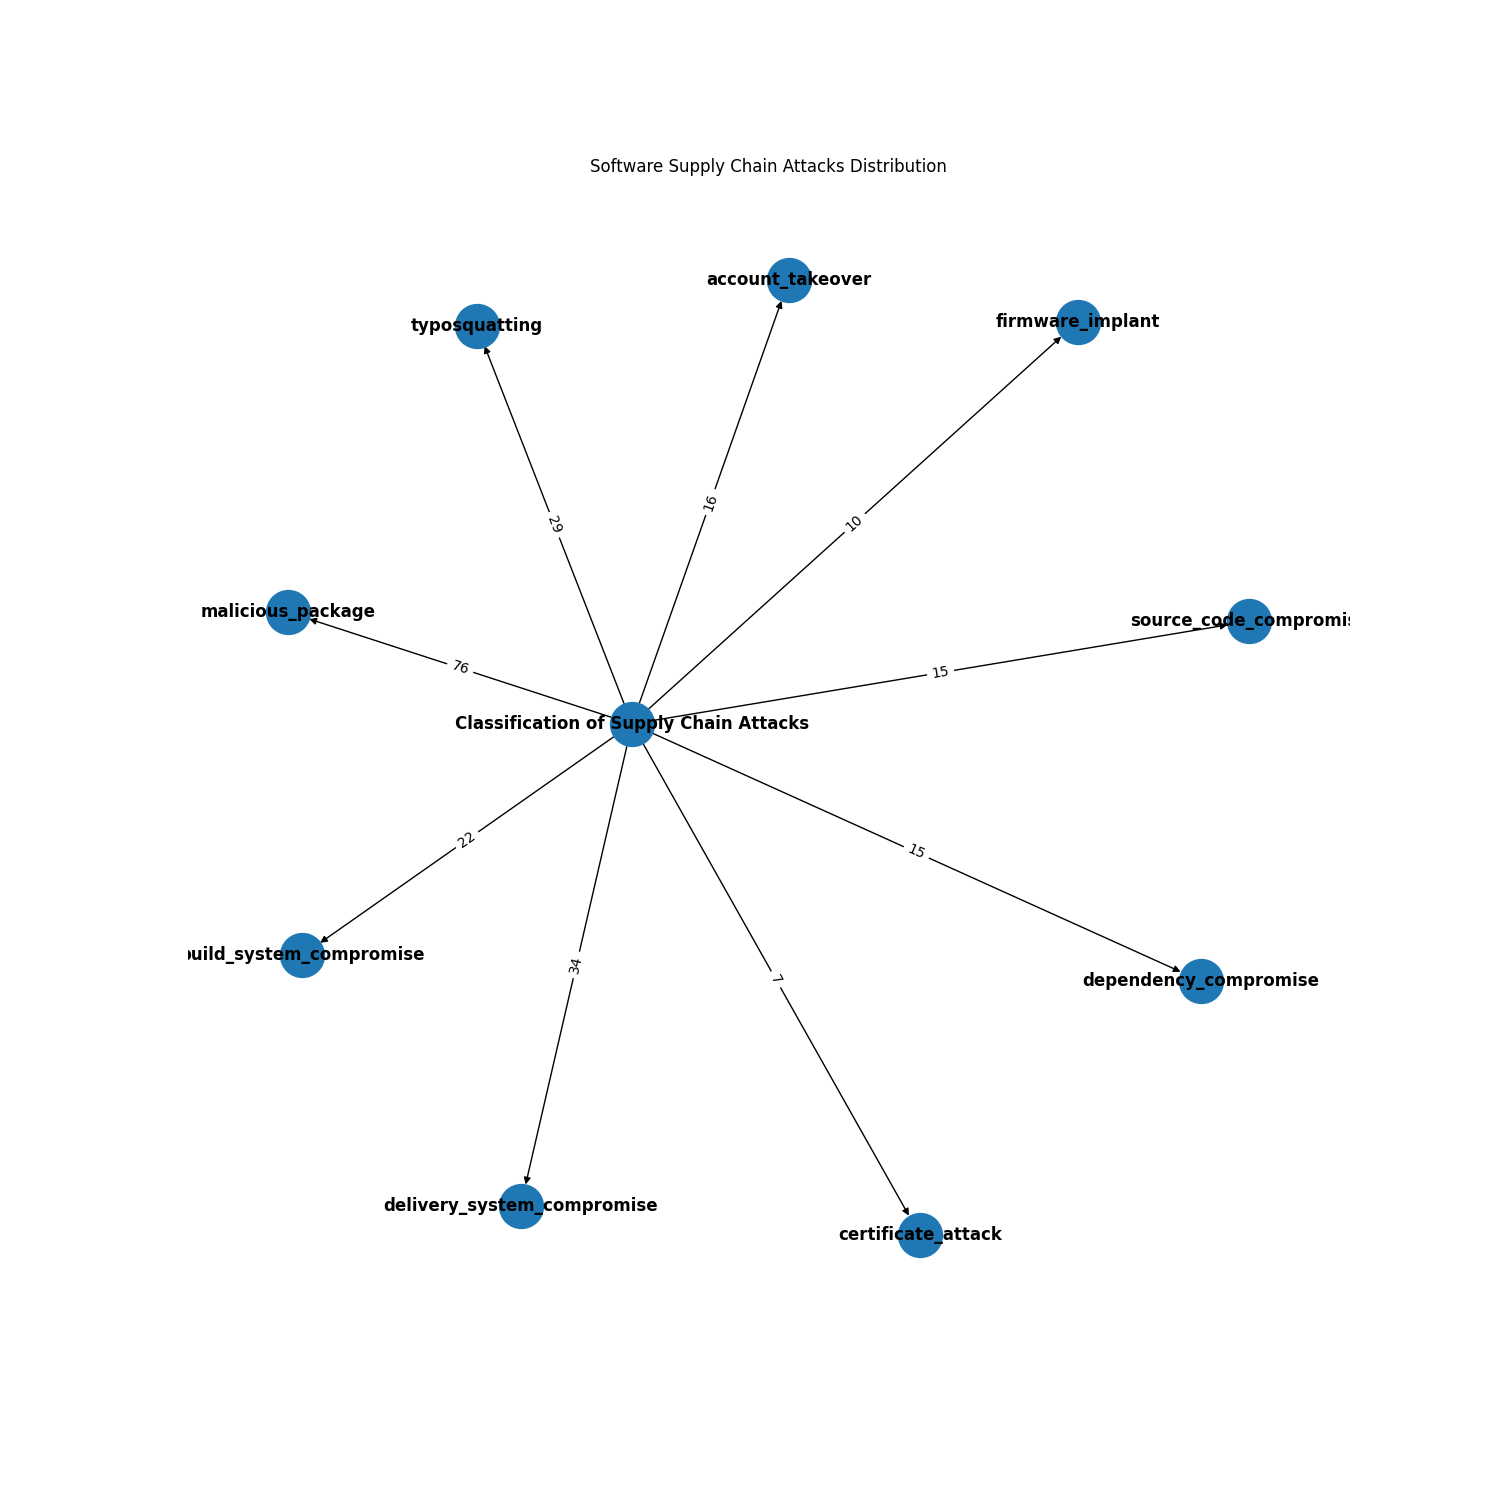 Software Supply Chain Attacks Distribution
account_takeover
firmware_implant
typosquatting
16
10
29
malicious_package
source_code_compromi
76
15
Classification of Supply Chain Attacks
22
15
build_system_compromise
34
7
dependency_compromise
delivery_system_compromise
certificate_attack